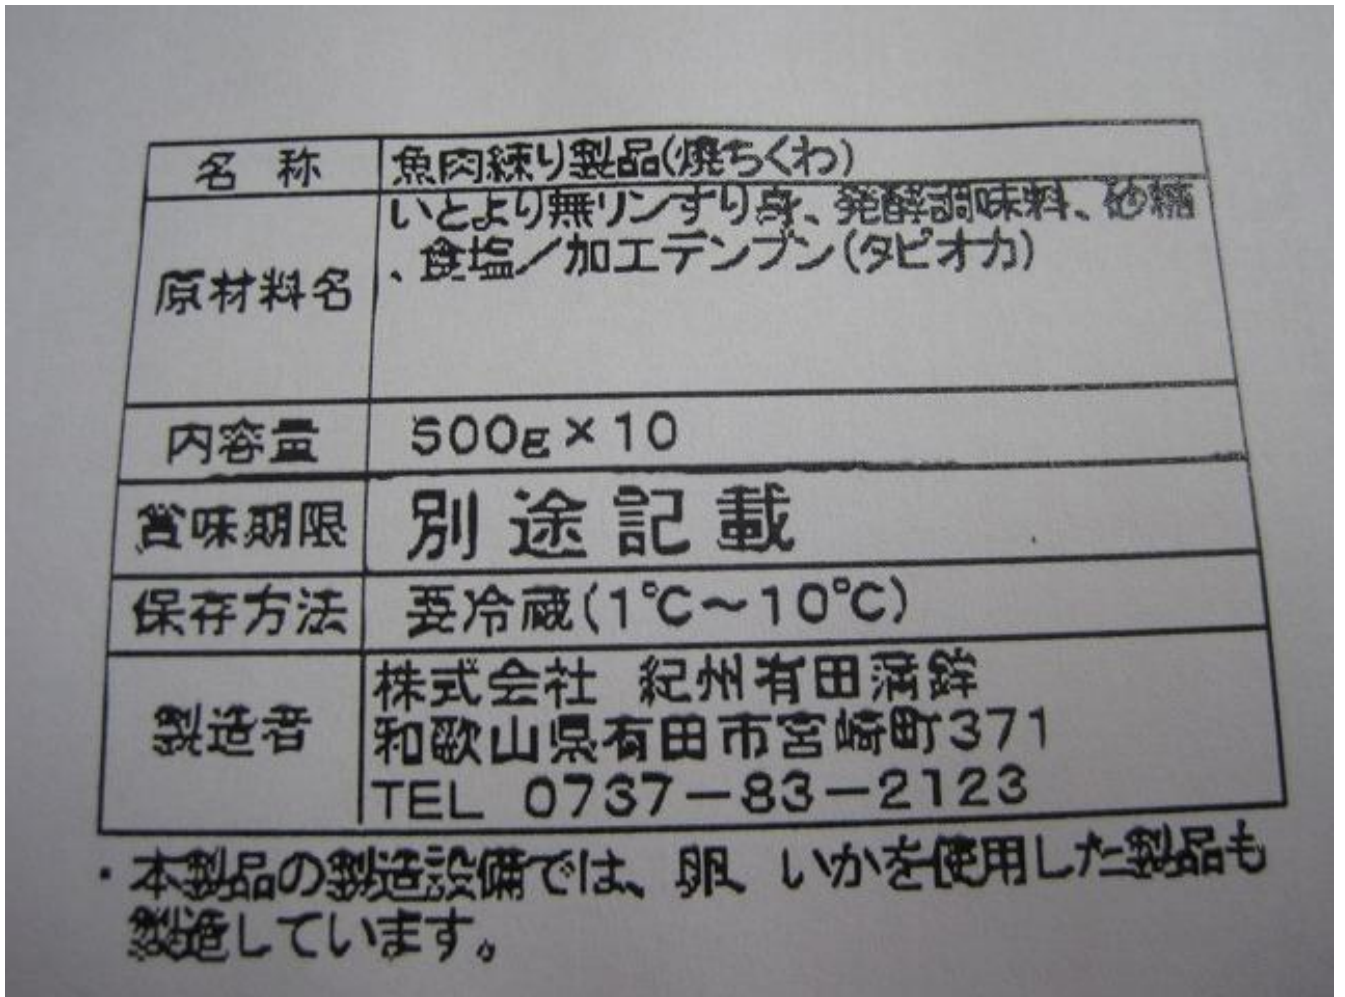 名 称 魚肉練り製品(焼ちくわ)
原材料名 いとより無リンすり身、発酵調味料、砂糖
、食塩／加工デンプン(タピオカ)
内容量 500g×10
賞味期限 別途記載
保存方法 要冷蔵(1℃～10℃)
製造者 株式会社 紀州有田蒲鉾
和歌山県有田市宮崎町371
TEL 0737－83－2123
・本製品の製造設備では、卵、いかを使用した製品も
製造しています。